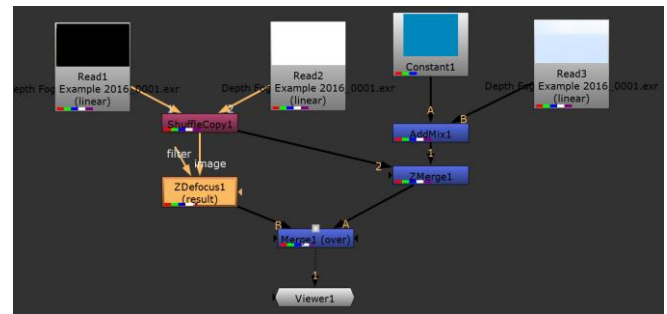 Read1
Depth Fog Example 2016_0001.exr
(linear)
Read2
Depth Fog Example 2016_0001.exr
(linear)
Constant1
Read3
Depth Fog Example 2016_0001.exr
(linear)
A
B
ShuffleCopy1
AddMix1
filter
image
2
1
ZDefocus1
(result)
ZMerge1
B
A
Merge1 (over)
1
Viewer1